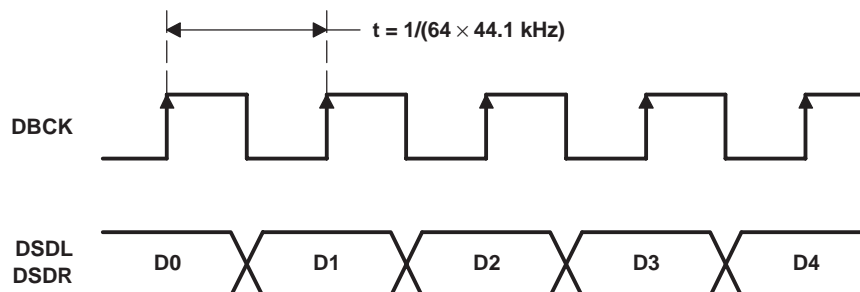 t = 1/(64 × 44.1 kHz)
DBCK
DSDL
DSDR
D0 D1 D2 D3 D4